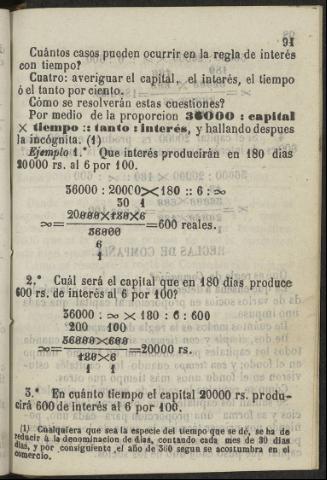 91
Cuántos casos pueden ocurrir en la regla de interés
con tiempo?
Cuatro: averiguar el capital, el interés, el tiempo
ó el tanto por ciento.
Cómo se resolverán estas cuestiones?
Por medio de la proporcion 36000 : capital
× tiempo :: tanto : interés, y hallando despues
la incógnita. (1)
Ejemplo 1.° Que interés producirán en 180 dias
20000 rs. al 6 por 100.
36000 : 20000×180 :: 6 : ∞
50 1
∞= 20000×180×6 / 36000 =600 reales.
6
1
2.° Cuál será el capital que en 180 dias produce
600 rs. de interés al 6 por 100?
36000 : ∞ × 180 : 6 : 600
200 100
∞= 36000×600 / 180×6 =20000 rs.
1 1
3.° En cuánto tiempo el capital 20000 rs. produ-
cirá 600 de interés al 6 por 100.
(1) Cualquiera que sea la especie del tiempo que se dé, se ha de
reducir á la denominacion de dias, contando cada mes de 30 dias
dias, y por consiguiente el año de 360 segun se acostumbra en el
comercio.